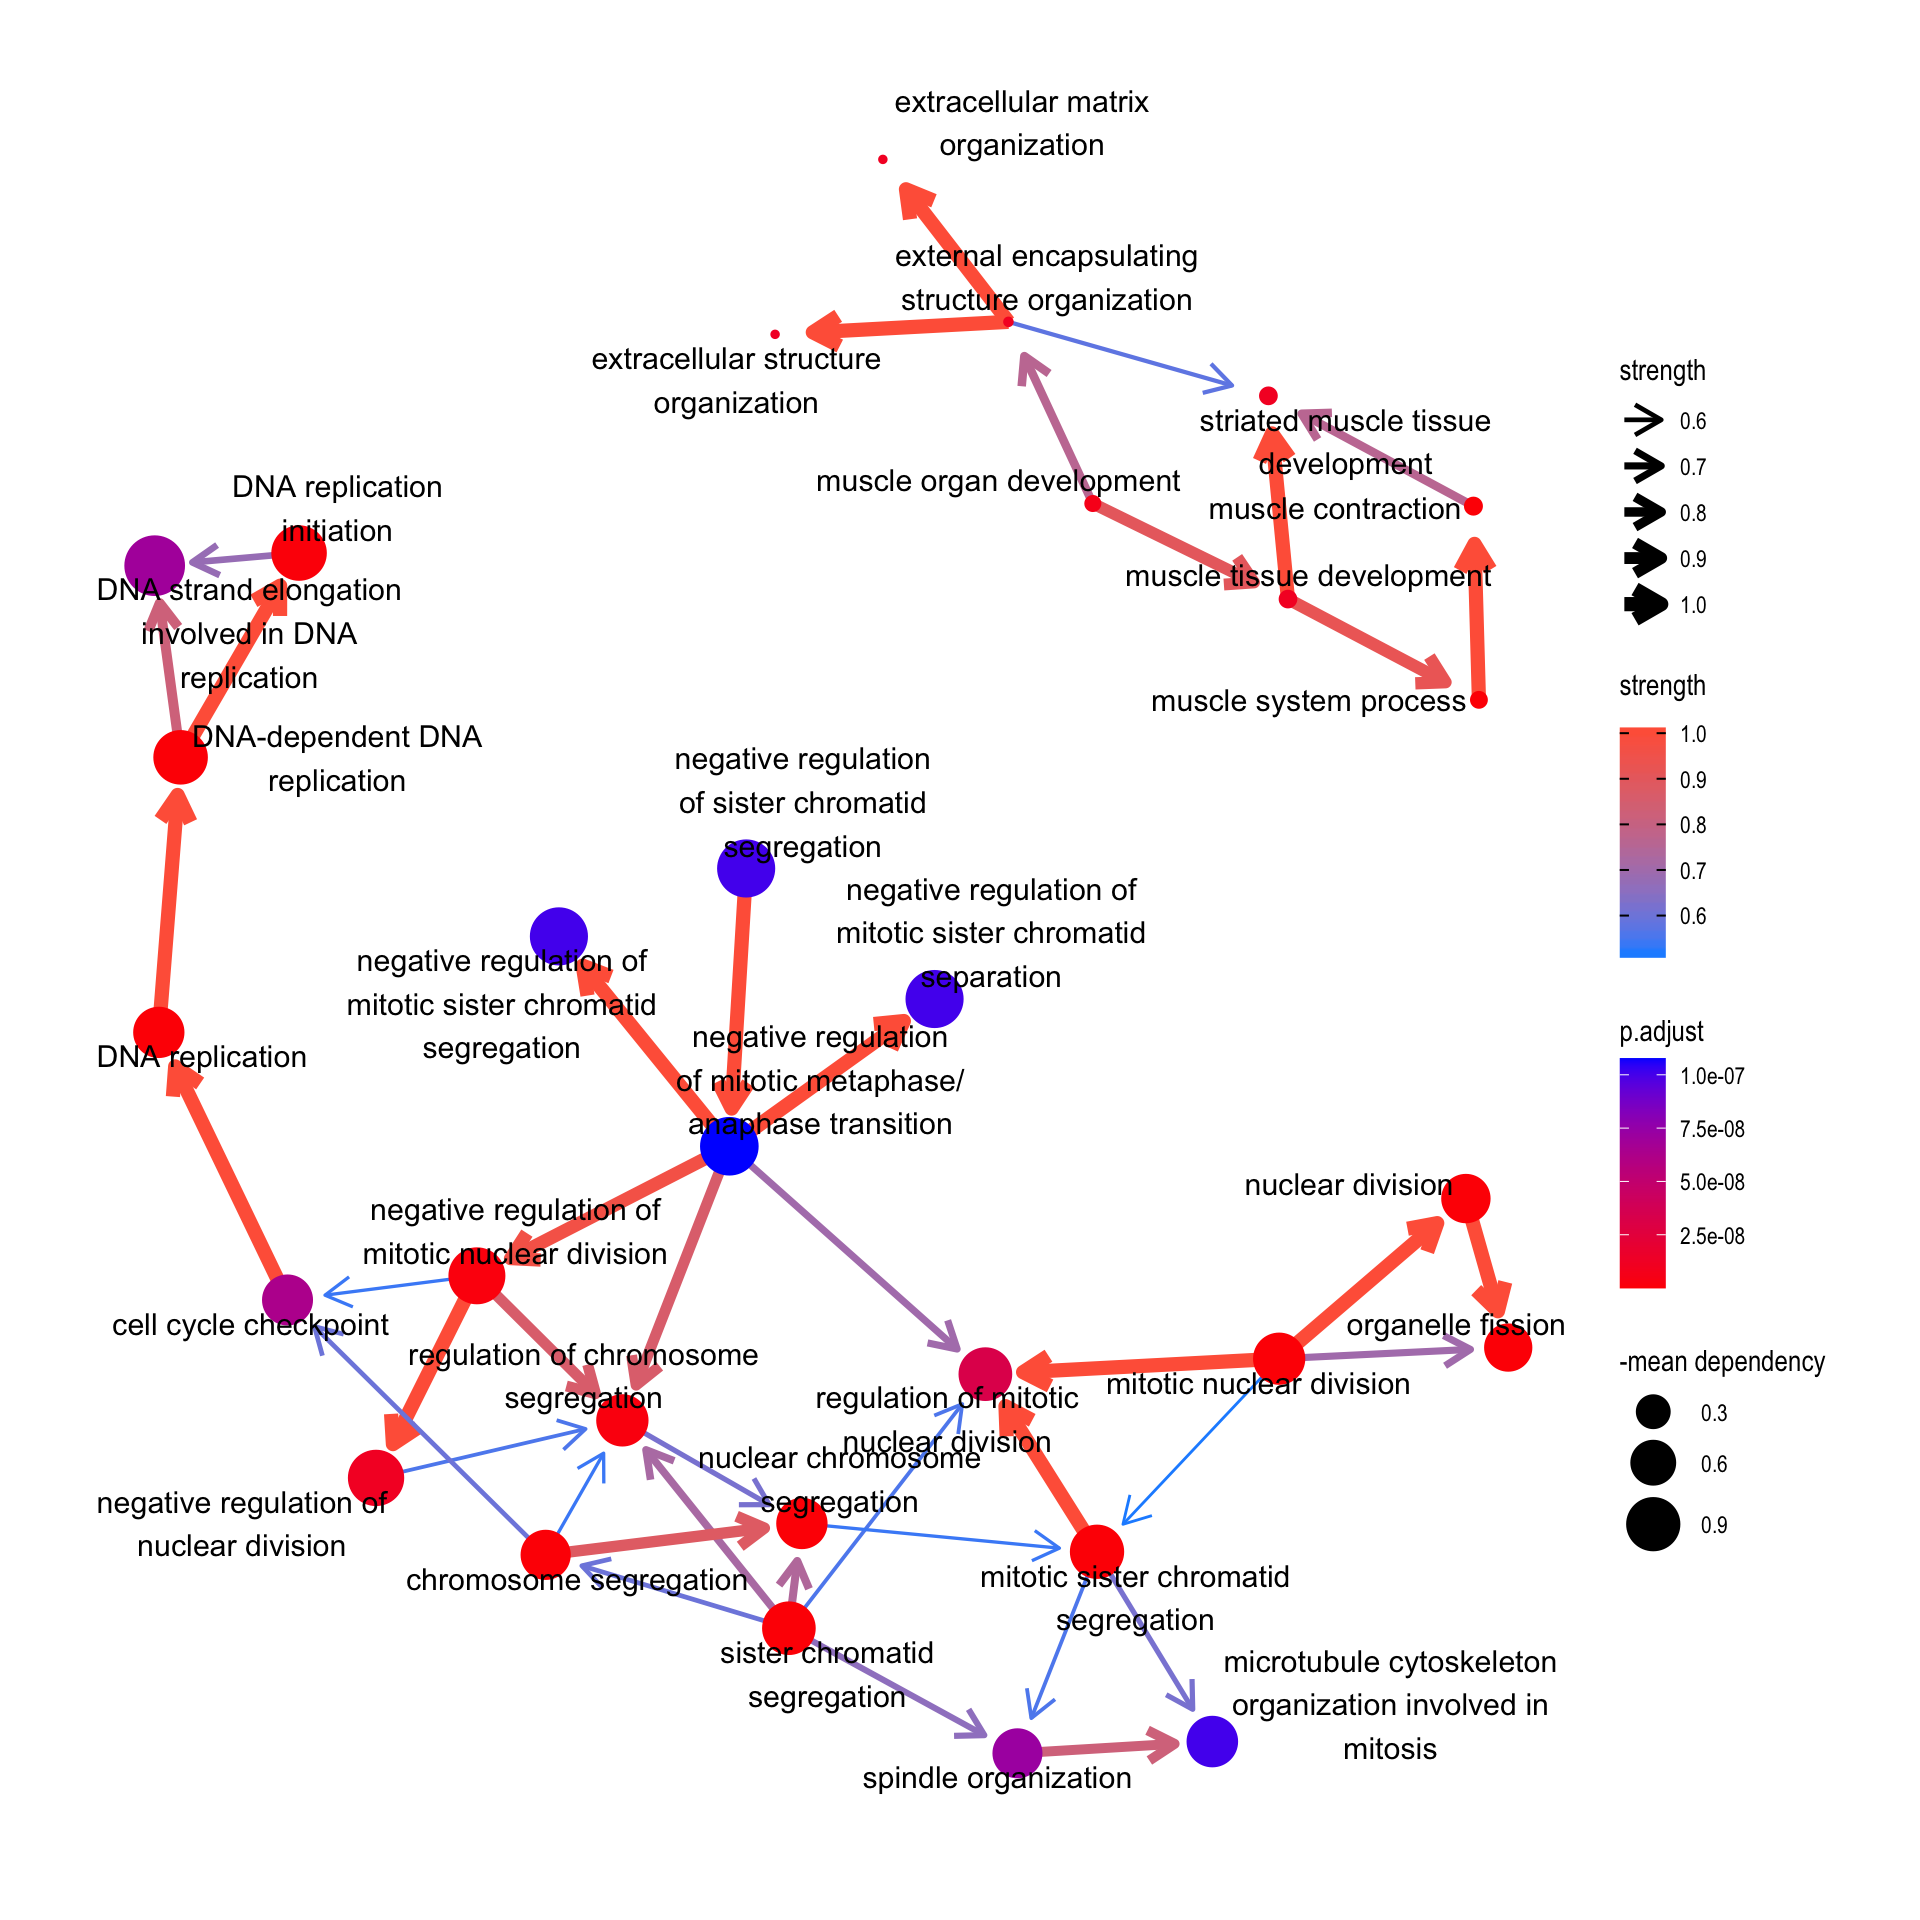 extracellular matrix
organization
external encapsulating
structure organization
extracellular structure
organization
striated muscle tissue
development
muscle organ development
muscle contraction
muscle tissue development
muscle system process
DNA replication
initiation
DNA strand elongation
involved in DNA
replication
DNA-dependent DNA
replication
negative regulation
of sister chromatid
segregation
negative regulation of
mitotic sister chromatid
separation
negative regulation of
mitotic sister chromatid
segregation
negative regulation
of mitotic metaphase/
anaphase transition
DNA replication
negative regulation of
mitotic nuclear division
nuclear division
cell cycle checkpoint
organelle fission
regulation of chromosome
segregation
regulation of mitotic
nuclear division
mitotic nuclear division
nuclear chromosome
segregation
negative regulation of
nuclear division
chromosome segregation
mitotic sister chromatid
segregation
sister chromatid
segregation
microtubule cytoskeleton
organization involved in
mitosis
spindle organization
strength
0.6
0.7
0.8
0.9
1.0
strength
1.0
0.9
0.8
0.7
0.6
p.adjust
1.0e-07
7.5e-08
5.0e-08
2.5e-08
-mean dependency
0.3
0.6
0.9